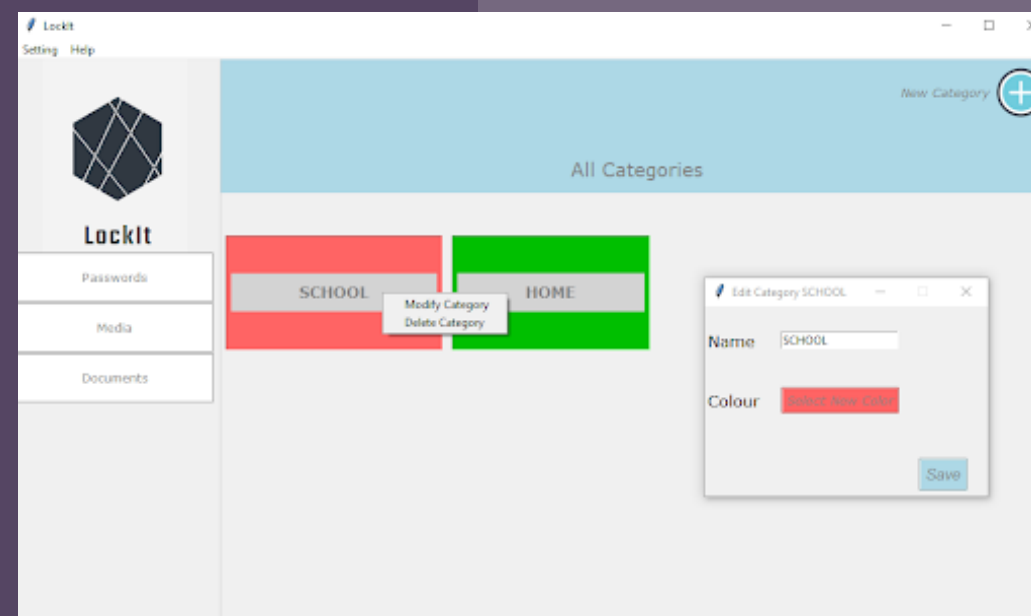 LockIt
Setting Help
New Category
All Categories
LockIt
Passwords
Media
Documents
SCHOOL
HOME
Modify Category
Delete Category
Edit Category SCHOOL
Name SCHOOL
Colour Select New Color
Save